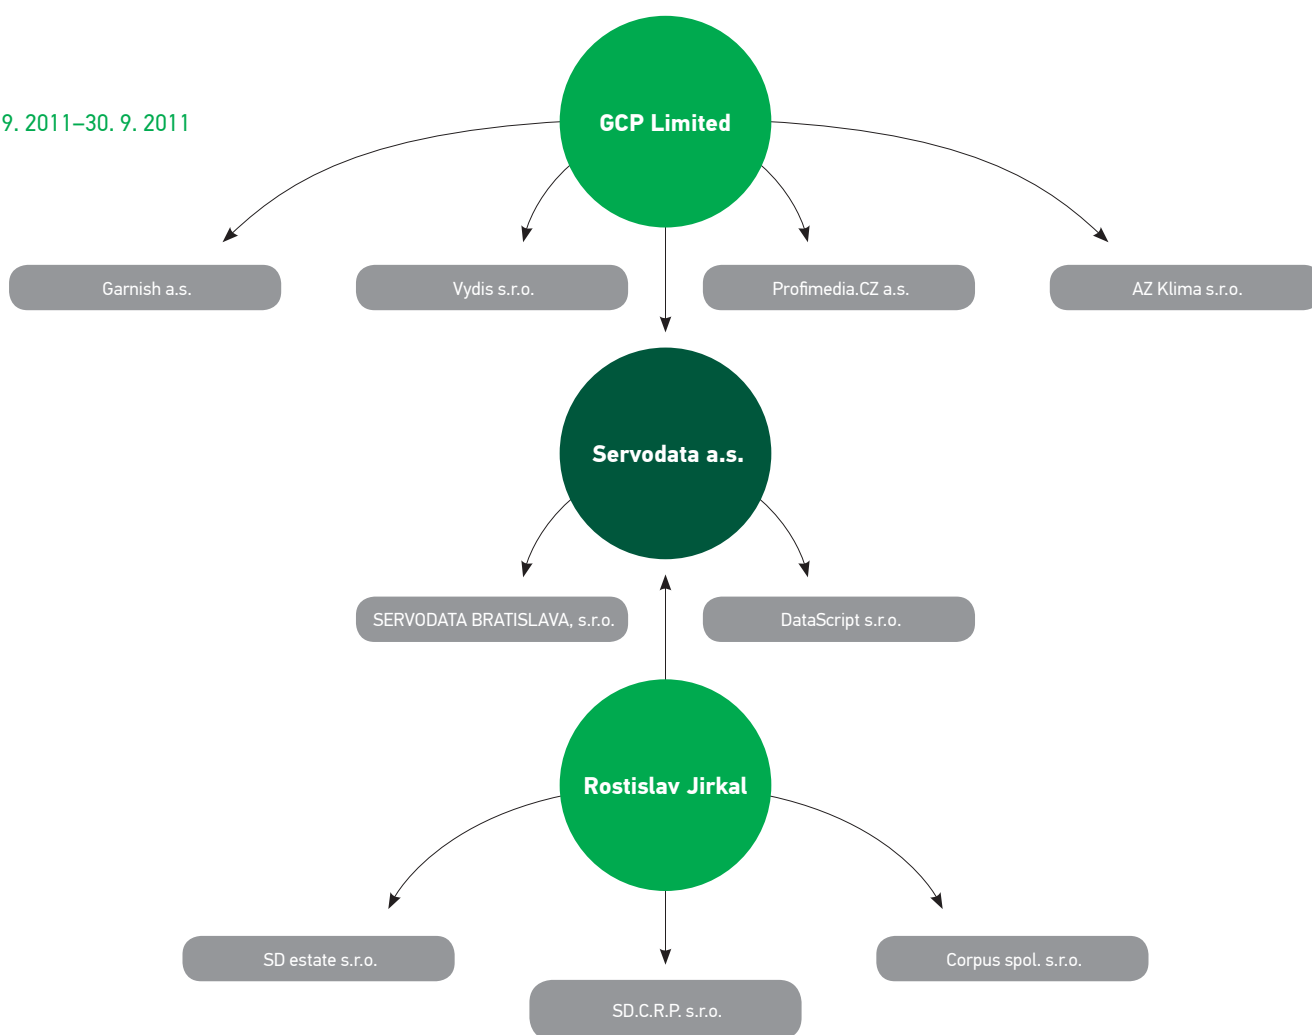 GCP Limited
9. 2011–30. 9. 2011
Garnish a.s.
Vydis s.r.o.
Profimedia.CZ a.s.
AZ Klima s.r.o.
Servodata a.s.
SERVODATA BRATISLAVA, s.r.o.
DataScript s.r.o.
Rostislav Jirkal
SD estate s.r.o.
Corpus spol. s.r.o.
SD.C.R.P. s.r.o.